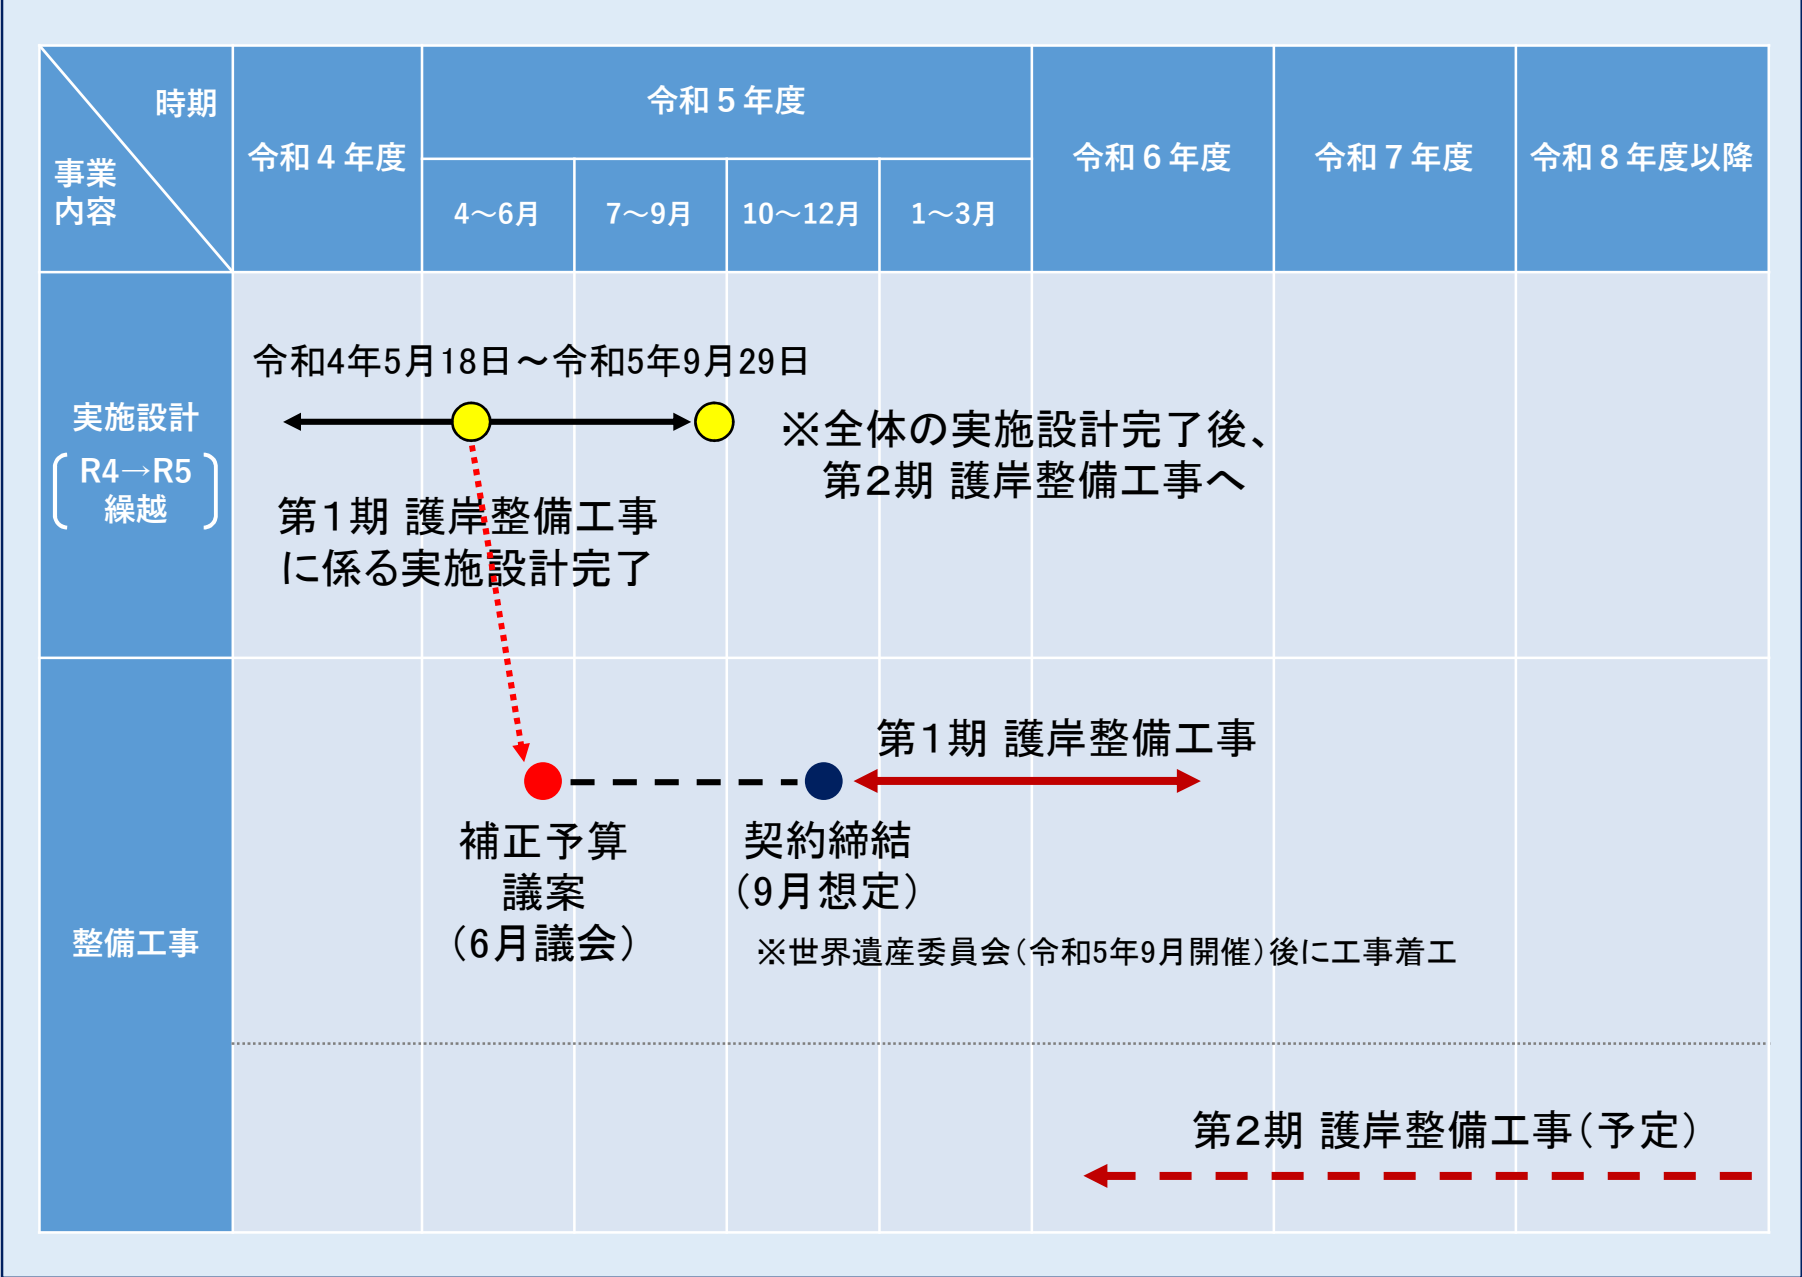 時期
事業
内容
令和４年度
令和５年度
4～6月
7～9月
10～12月
1～3月
令和６年度
令和７年度
令和８年度以降
実施設計
R4→R5
繰越
令和4年5月18日～令和5年9月29日
第1期 護岸整備工事
に係る実施設計完了
※全体の実施設計完了後、
第2期 護岸整備工事へ
整備工事
第1期 護岸整備工事
補正予算
議案
（6月議会）
契約締結
（9月想定）
※世界遺産委員会（令和5年9月開催）後に工事着工
第2期 護岸整備工事（予定）